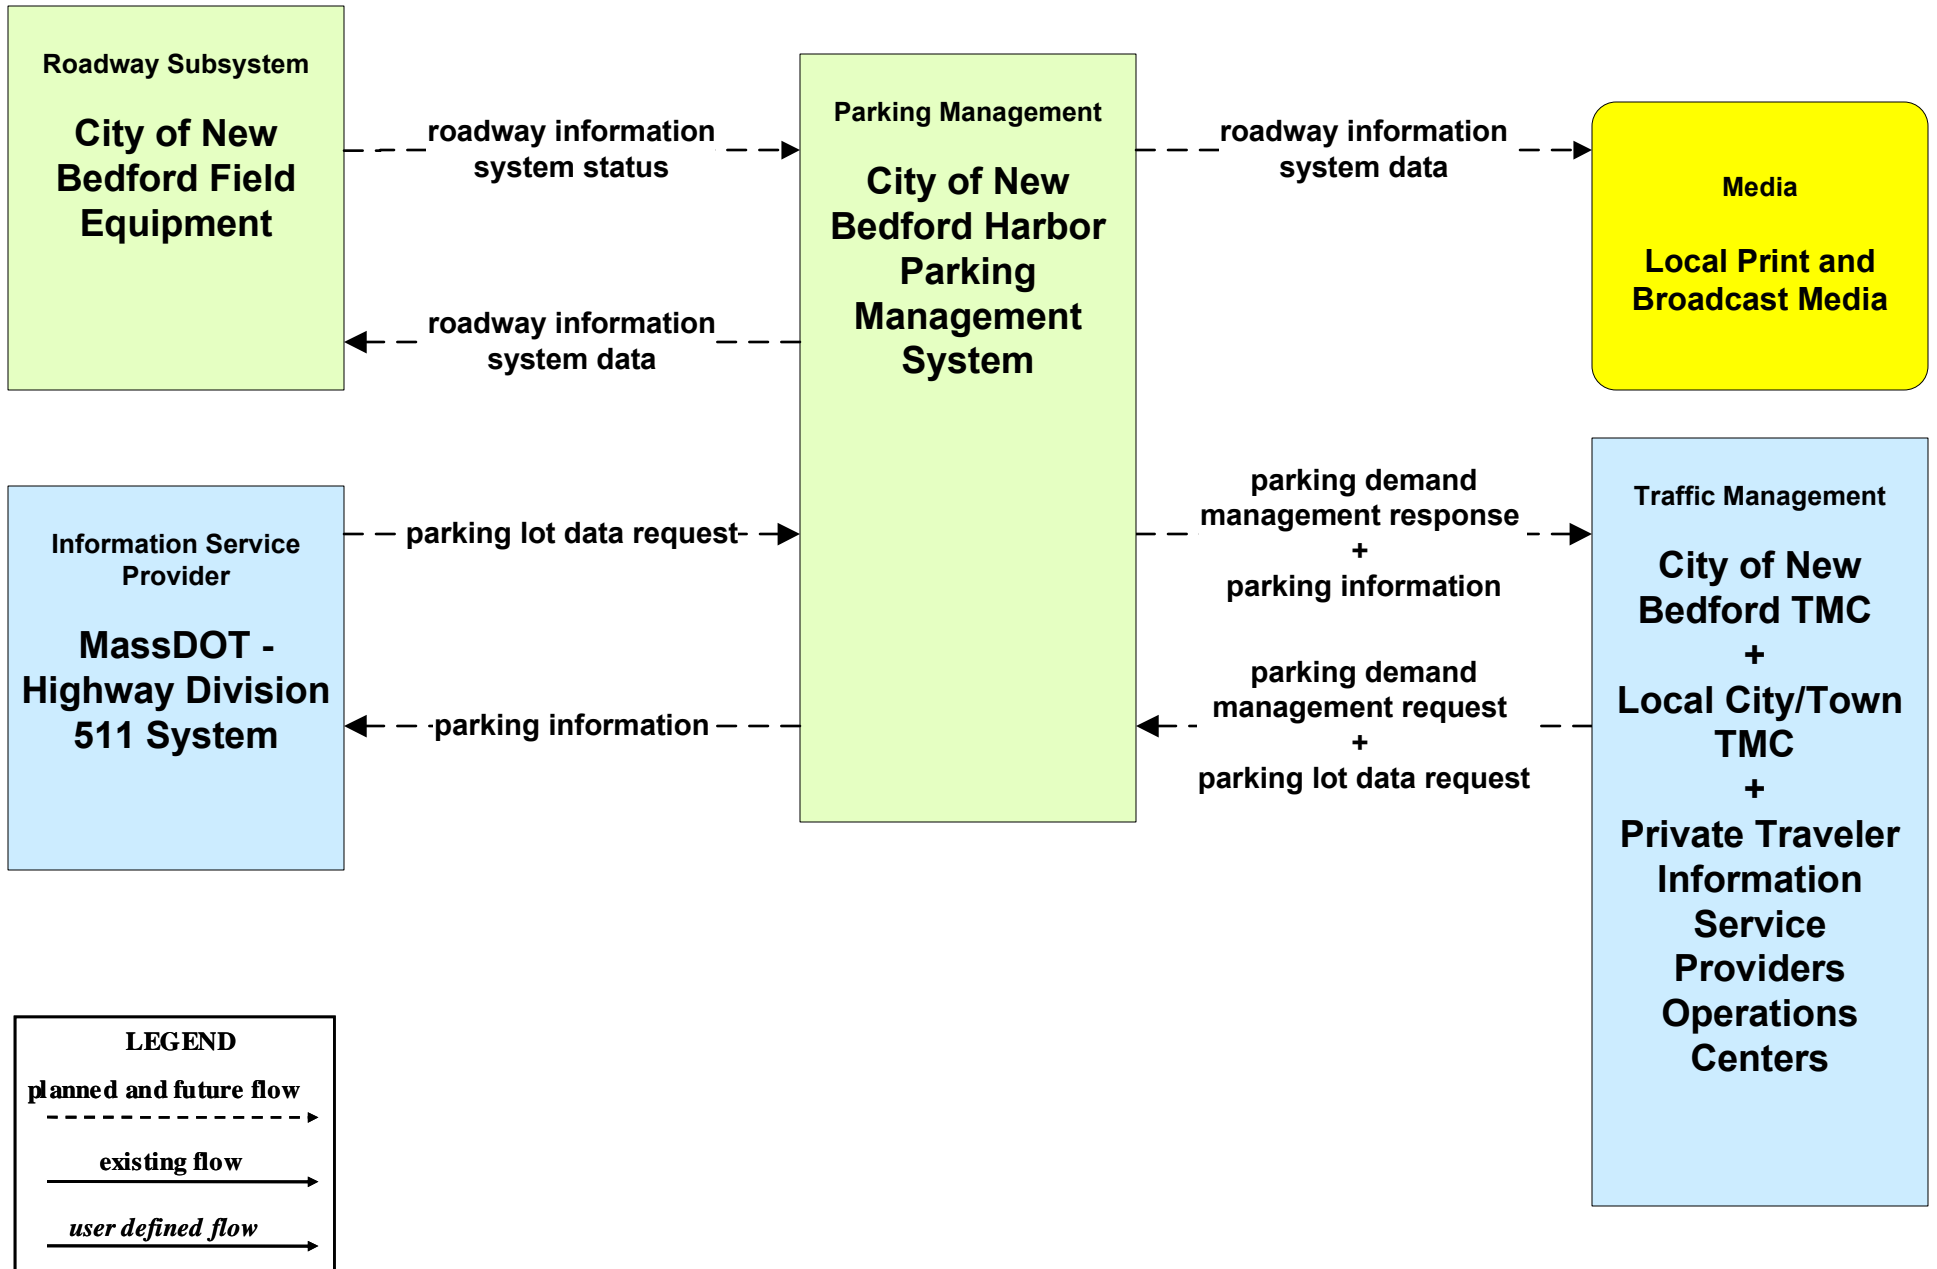 Roadway Subsystem
City of New
Bedford Field
Equipment
roadway information
system status
roadway information
system data
Parking Management
City of New
Bedford Harbor
Parking
Management
System
roadway information
system data
Media
Local Print and
Broadcast Media
Information Service
Provider
MassDOT -
Highway Division
511 System
parking lot data request
parking information
parking demand
management response
+
parking information
parking demand
management request
+
parking lot data request
Traffic Management
City of New
Bedford TMC
+
Local City/Town
TMC
+
Private Traveler
Information
Service
Providers
Operations
Centers
LEGEND
planned and future flow
existing flow
user defined flow